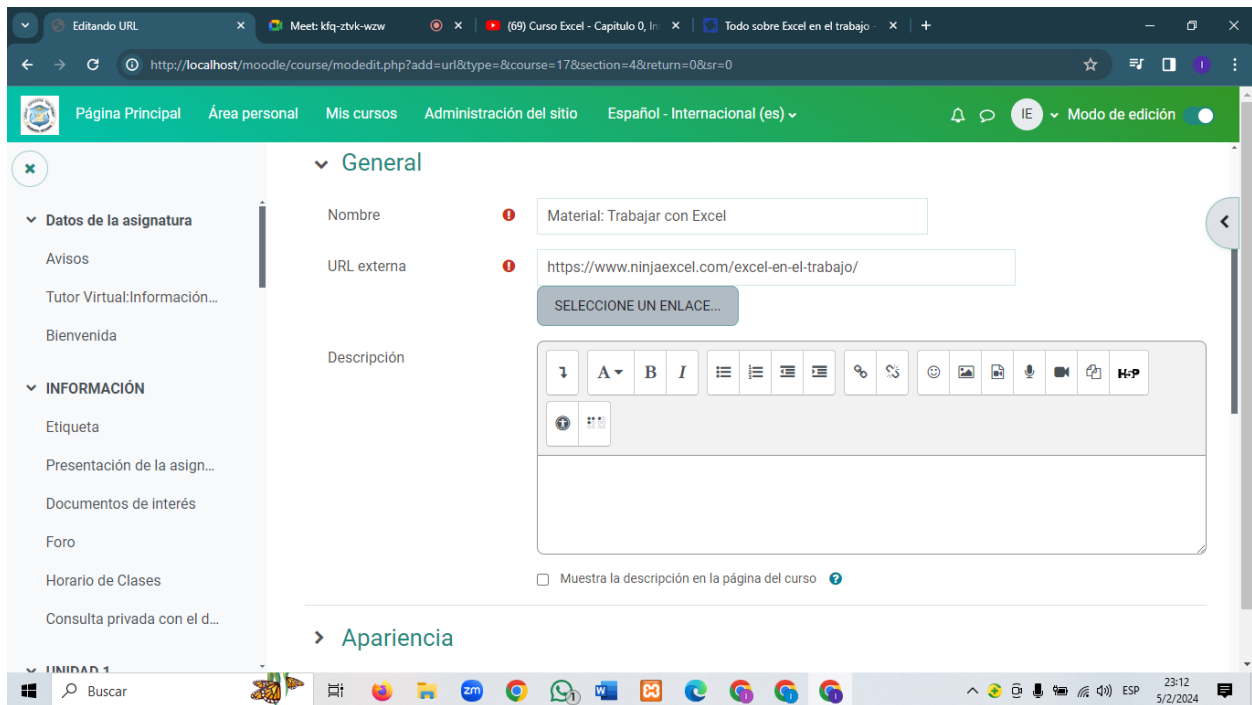 Editando URL
Meet: kfq-ztvk-wzw
(69) Curso Excel - Capitulo 0, In
Todo sobre Excel en el trabajo -
http://localhost/moodle/course/modedit.php?add=url&type=&course=17&section=4&return=0&sr=0
I
Página Principal
Área personal
Mis cursos
Administración del sitio
Español - Internacional (es)
IE
Modo de edición
Datos de la asignatura
Avisos
Tutor Virtual:Información...
Bienvenida
INFORMACIÓN
Etiqueta
Presentación de la asign...
Documentos de interés
Foro
Horario de Clases
Consulta privada con el d...
UNIDAD 1
General
Nombre
Material: Trabajar con Excel
URL externa
https://www.ninjaexcel.com/excel-en-el-trabajo/
SELECCIONE UN ENLACE...
Descripción
A B I
H-P
Muestra la descripción en la página del curso
Apariencia
Buscar
zm
ESP
23:12
5/2/2024